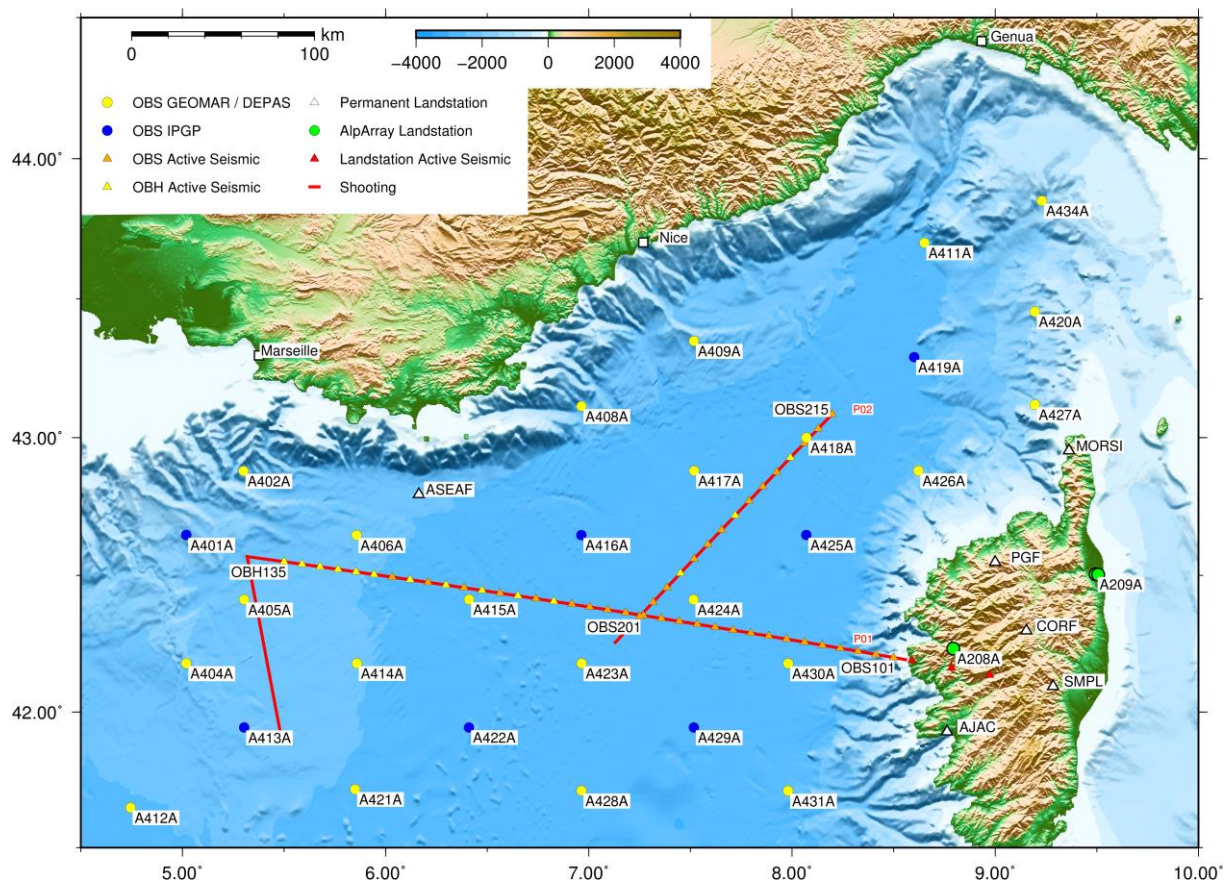 km
0 100
−4000 −2000 0 2000 4000
Genua
OBS GEOMAR / DEPAS
Permanent Landstation
OBS IPGP
AlpArray Landstation
OBS Active Seismic
Landstation Active Seismic
OBH Active Seismic
Shooting
44.00°
A434A
Nice
A411A
A420A
Marseille
A409A
A419A
A408A
OBS215
P02
A427A
43.00°
A418A
MORSI
A402A
ASEAF
A417A
A426A
A401A
A406A
A416A
A425A
OBH135
PGF
A209A
A405A
A415A
A424A
OBS201
CORF
P01
A404A
A414A
A423A
A430A
OBS101
A208A
SMPL
42.00°
A413A
A422A
A429A
AJAC
A421A
A428A
A431A
A412A
5.00° 6.00° 7.00° 8.00° 9.00° 10.00°